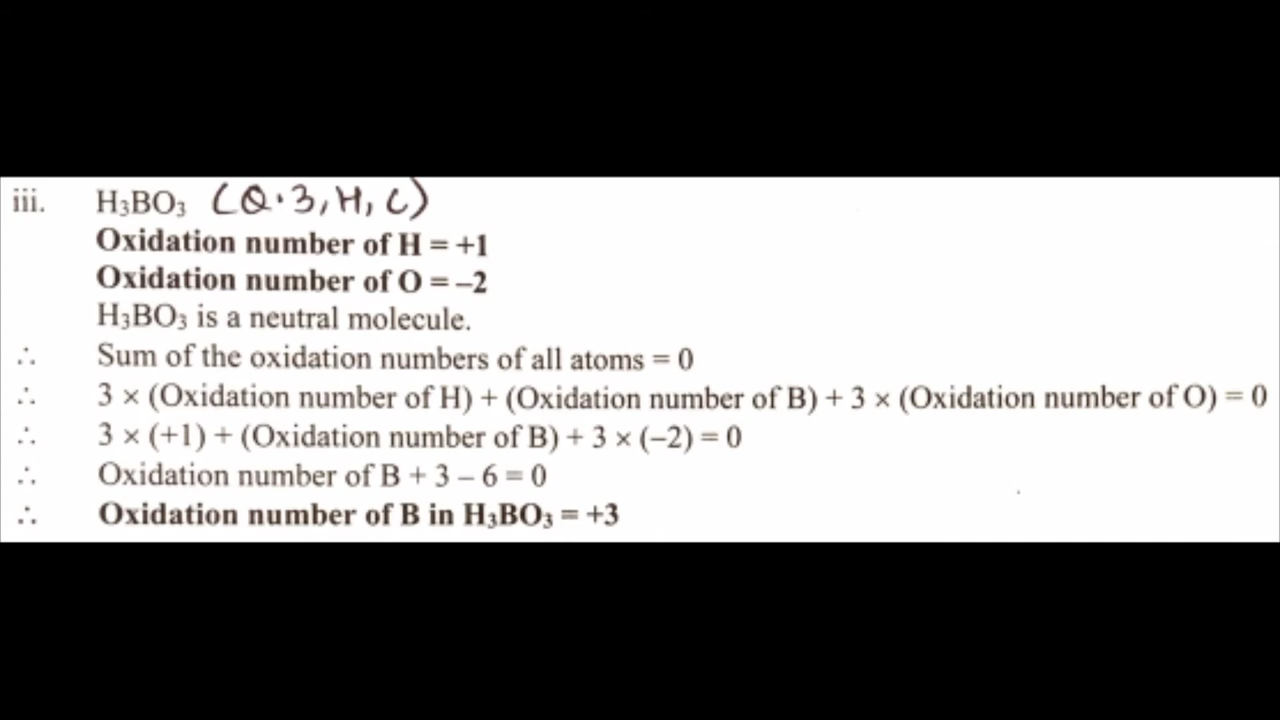 iii. H₃BO₃ (Q.3, H, C)
Oxidation number of H = +1
Oxidation number of O = –2
H₃BO₃ is a neutral molecule.
∴ Sum of the oxidation numbers of all atoms = 0
∴ 3 × (Oxidation number of H) + (Oxidation number of B) + 3 × (Oxidation number of O) = 0
∴ 3 × (+1) + (Oxidation number of B) + 3 × (–2) = 0
∴ Oxidation number of B + 3 – 6 = 0
∴ Oxidation number of B in H₃BO₃ = +3